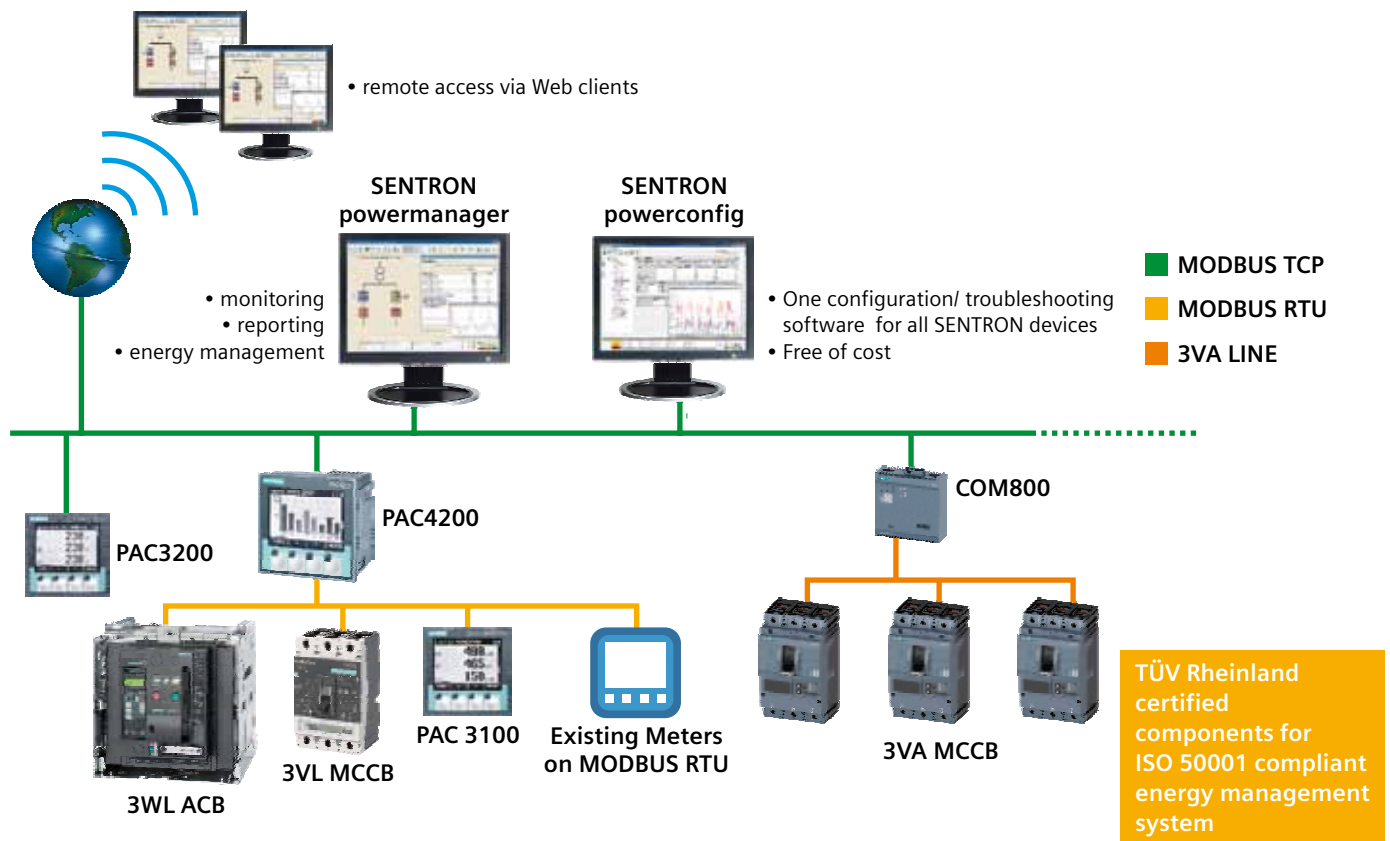 • remote access via Web clients
SENTRON
powermanager
SENTRON
powerconfig
• monitoring
• reporting
• energy management
• One configuration/ troubleshooting
software for all SENTRON devices
• Free of cost
MODBUS TCP
MODBUS RTU
3VA LINE
PAC3200
PAC4200
COM800
3WL ACB
3VL MCCB
PAC 3100
Existing Meters
on MODBUS RTU
3VA MCCB
TÜV Rheinland
certified
components for
ISO 50001 compliant
energy management
system